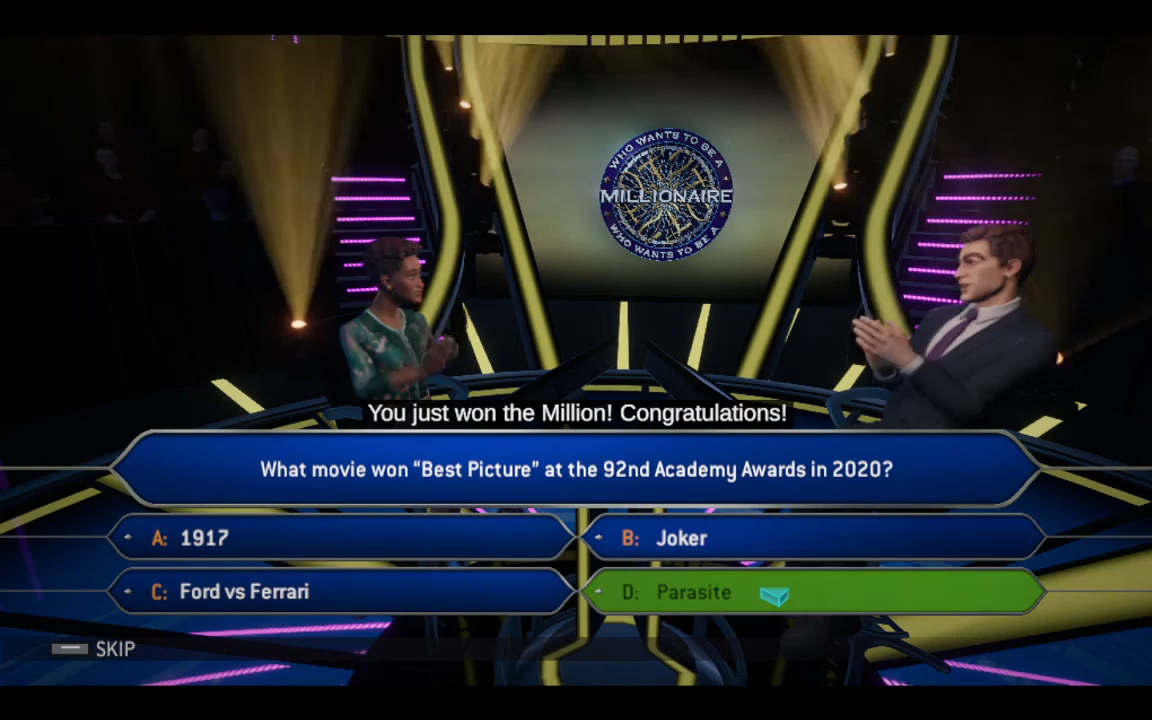 WHO WANTS TO BE A
MILLIONAIRE
WHO WANTS TO BE A
You just won the Million! Congratulations!
What movie won “Best Picture” at the 92nd Academy Awards in 2020?
A: 1917
B: Joker
C: Ford vs Ferrari
D: Parasite
SKIP